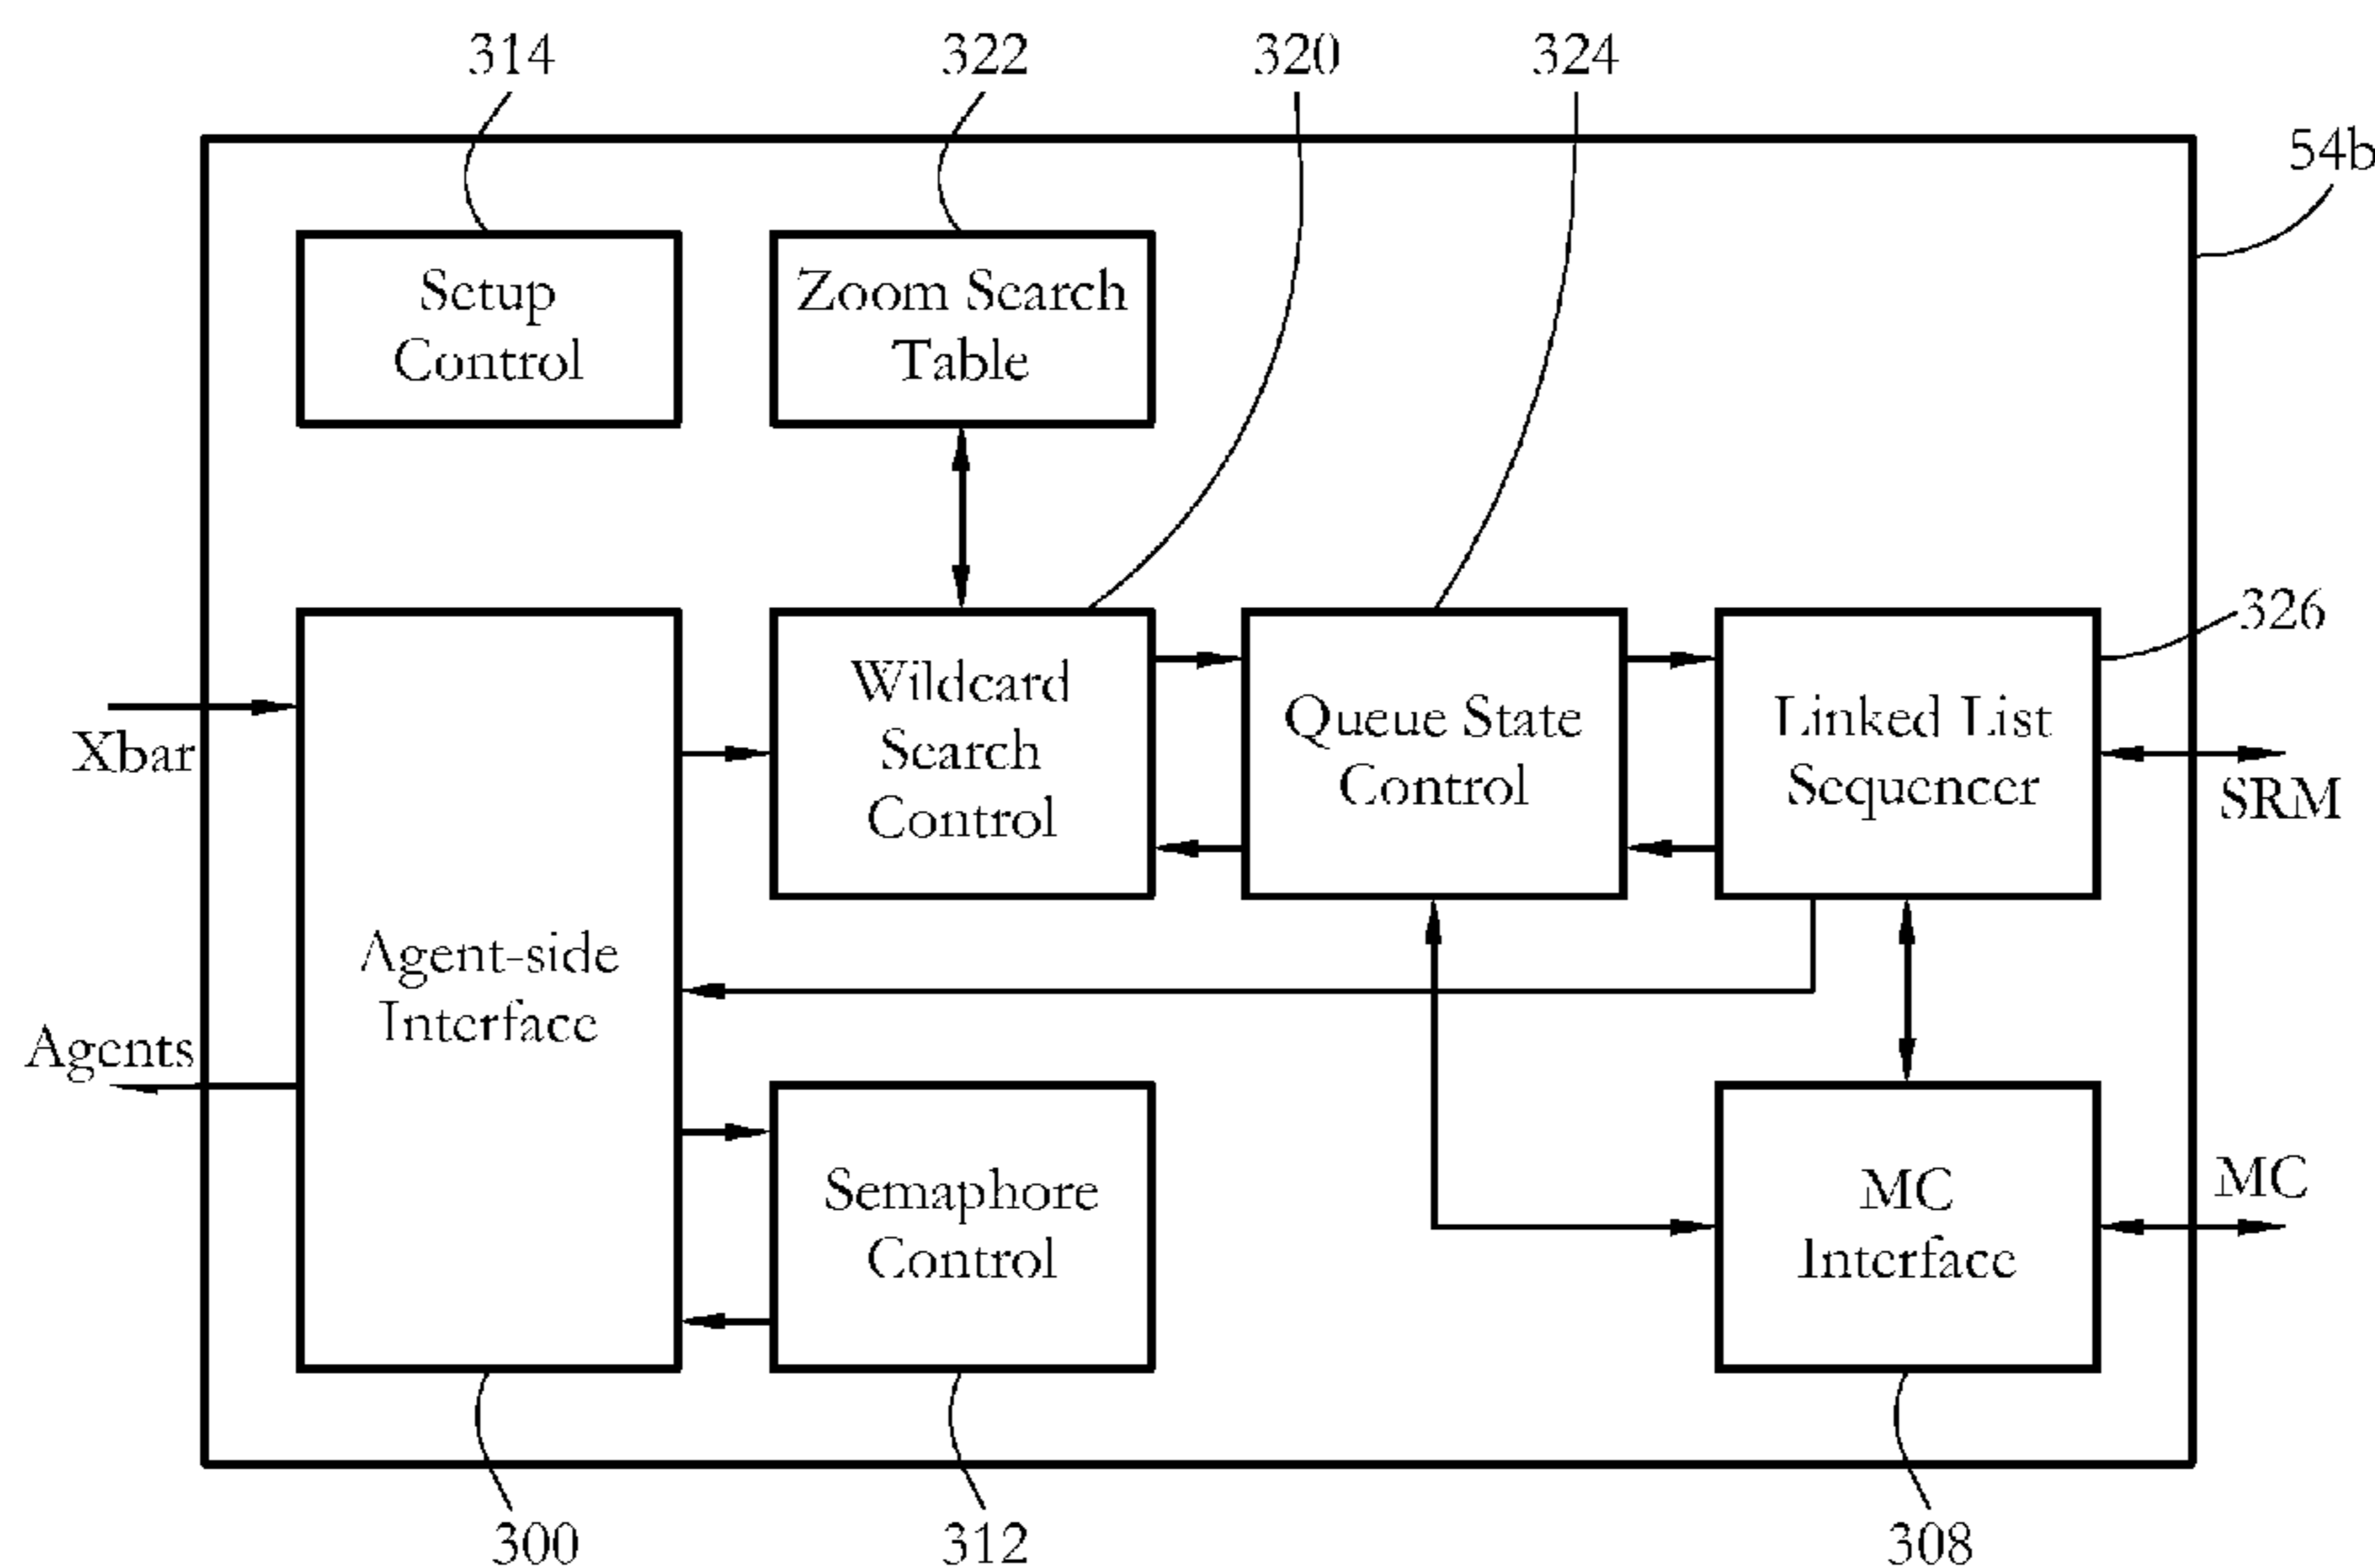 314
322
320
324
54b
Setup
Control
Zoom Search
Table
326
Wildcard
Search
Control
Queue State
Control
Linked List
Sequencer
Xbar
SRM
Agent-side
Interface
Agents
Semaphore
Control
MC
Interface
MC
300
312
308